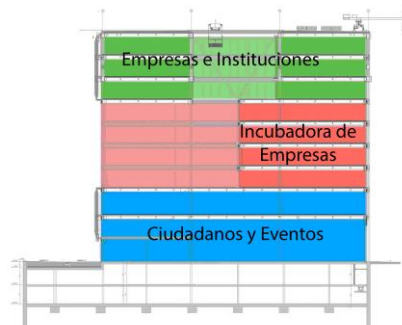 Empresas e Instituciones
Incubadora de
Empresas
Ciudadanos y Eventos